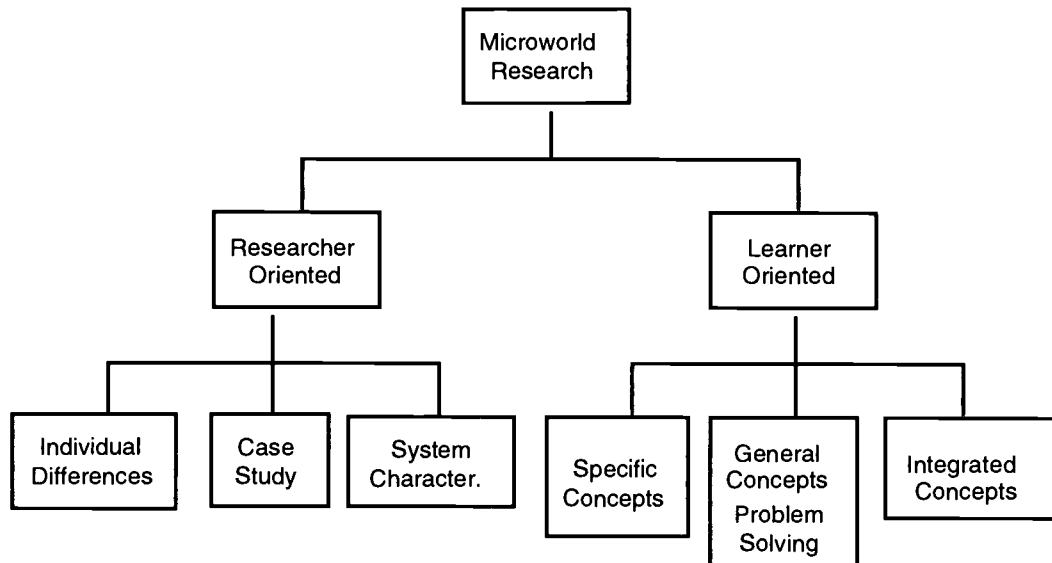 Microworld
Research
Researcher
Oriented
Learner
Oriented
Individual
Differences
Case
Study
System
Character.
Specific
Concepts
General
Concepts
Problem
Solving
Integrated
Concepts